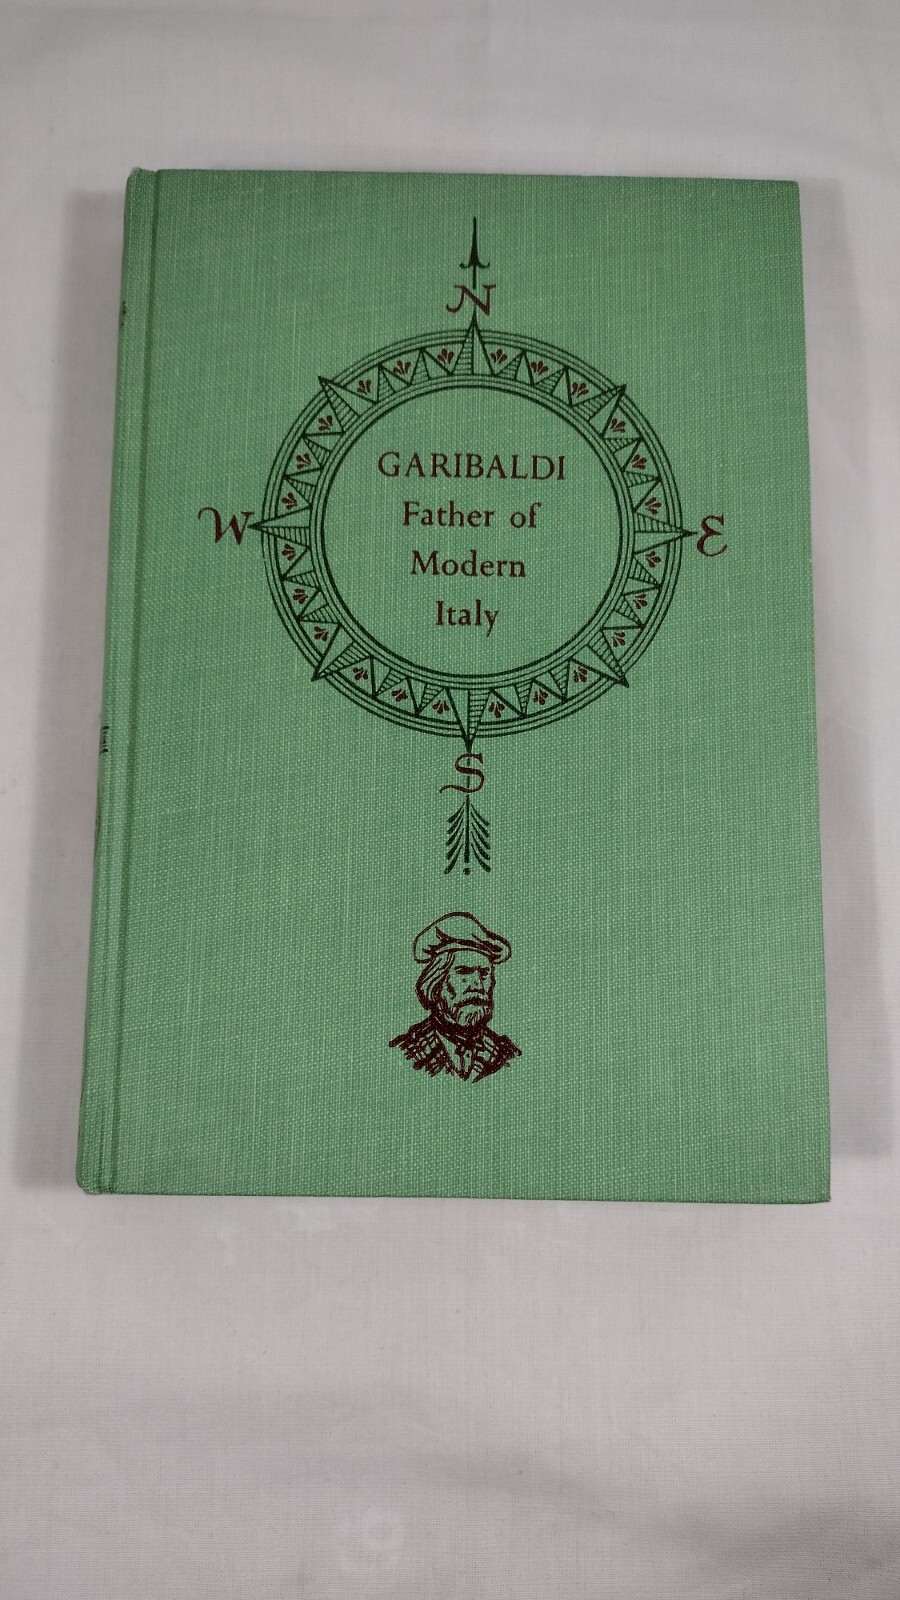 N
GARIBALDI
Father of
Modern
Italy
W
E
S